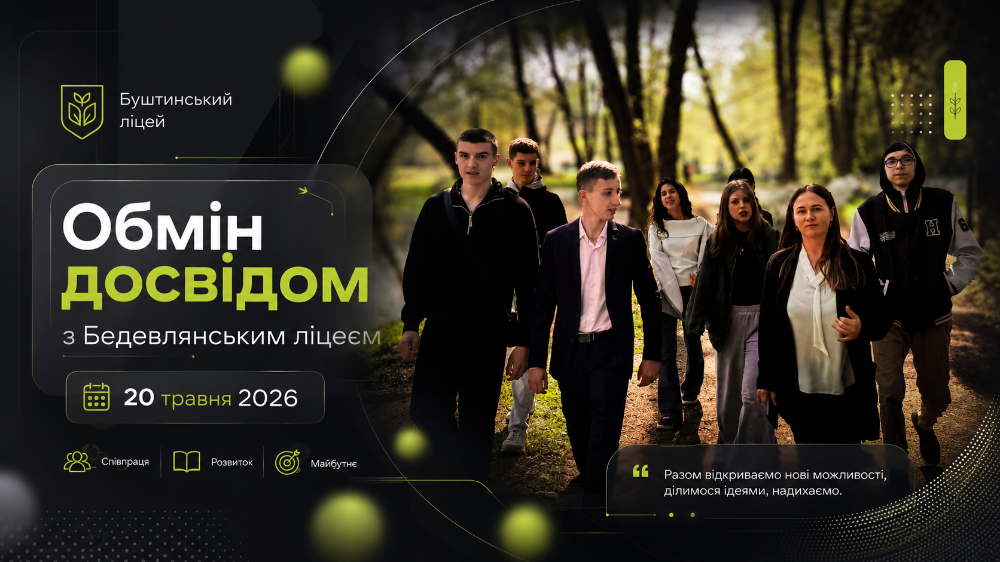 Буштинський
ліцей
Обмін
досвідом
з Бедевлянським ліцеєм
20 травня 2026
Співпраця
Розвиток
Майбутнє
H
6
“ Разом відкриваємо нові можливості,
ділимося ідеями, надихаємо.